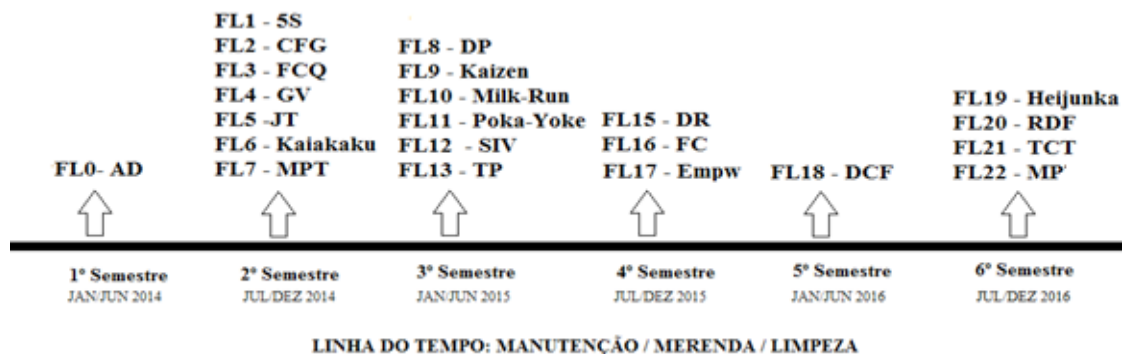 FL1 - 5S
FL2 - CFG
FL3 - FCQ
FL4 - GV
FL5 -JT
FL6 - Kaiakaku
FL7 - MPT
FL8 - DP
FL9 - Kaizen
FL10 - Milk-Run
FL11 - Poka-Yoke
FL12 - SIV
FL13 - TP
FL15 - DR
FL16 - FC
FL17 - Empw
FL19 - Heijunka
FL20 - RDF
FL21 - TCT
FL22 - MP'
FL0- AD
FL18 - DCF
1º Semestre
JAN/JUN 2014
2º Semestre
JUL/DEZ 2014
3º Semestre
JAN/JUN 2015
4º Semestre
JUL/DEZ 2015
5º Semestre
JAN/JUN 2016
6º Semestre
JUL/DEZ 2016
LINHA DO TEMPO: MANUTENÇÃO / MERENDA / LIMPEZA